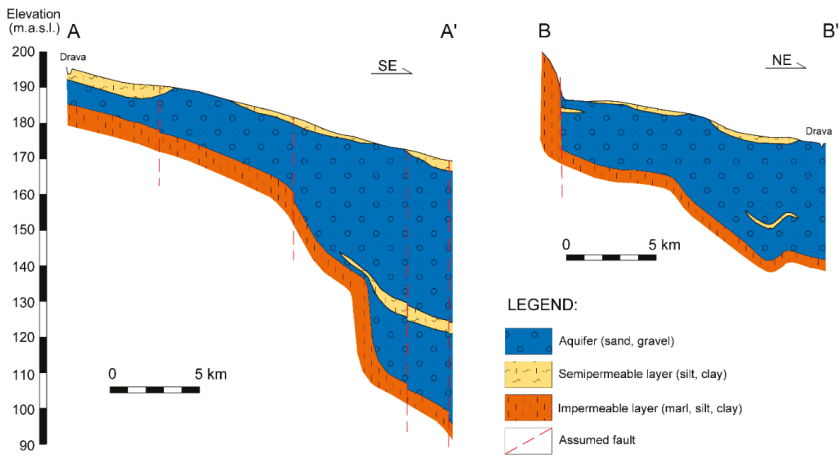 Elevation
(m.a.s.l.)
A
A'
B
B'
Drava
SE
NE
Drava
200
190
180
170
160
150
140
130
120
110
100
90
0
5 km
0
5 km
LEGEND:
Aquifer (sand, gravel)
Semipermeable layer (silt, clay)
Impermeable layer (marl, silt, clay)
Assumed fault